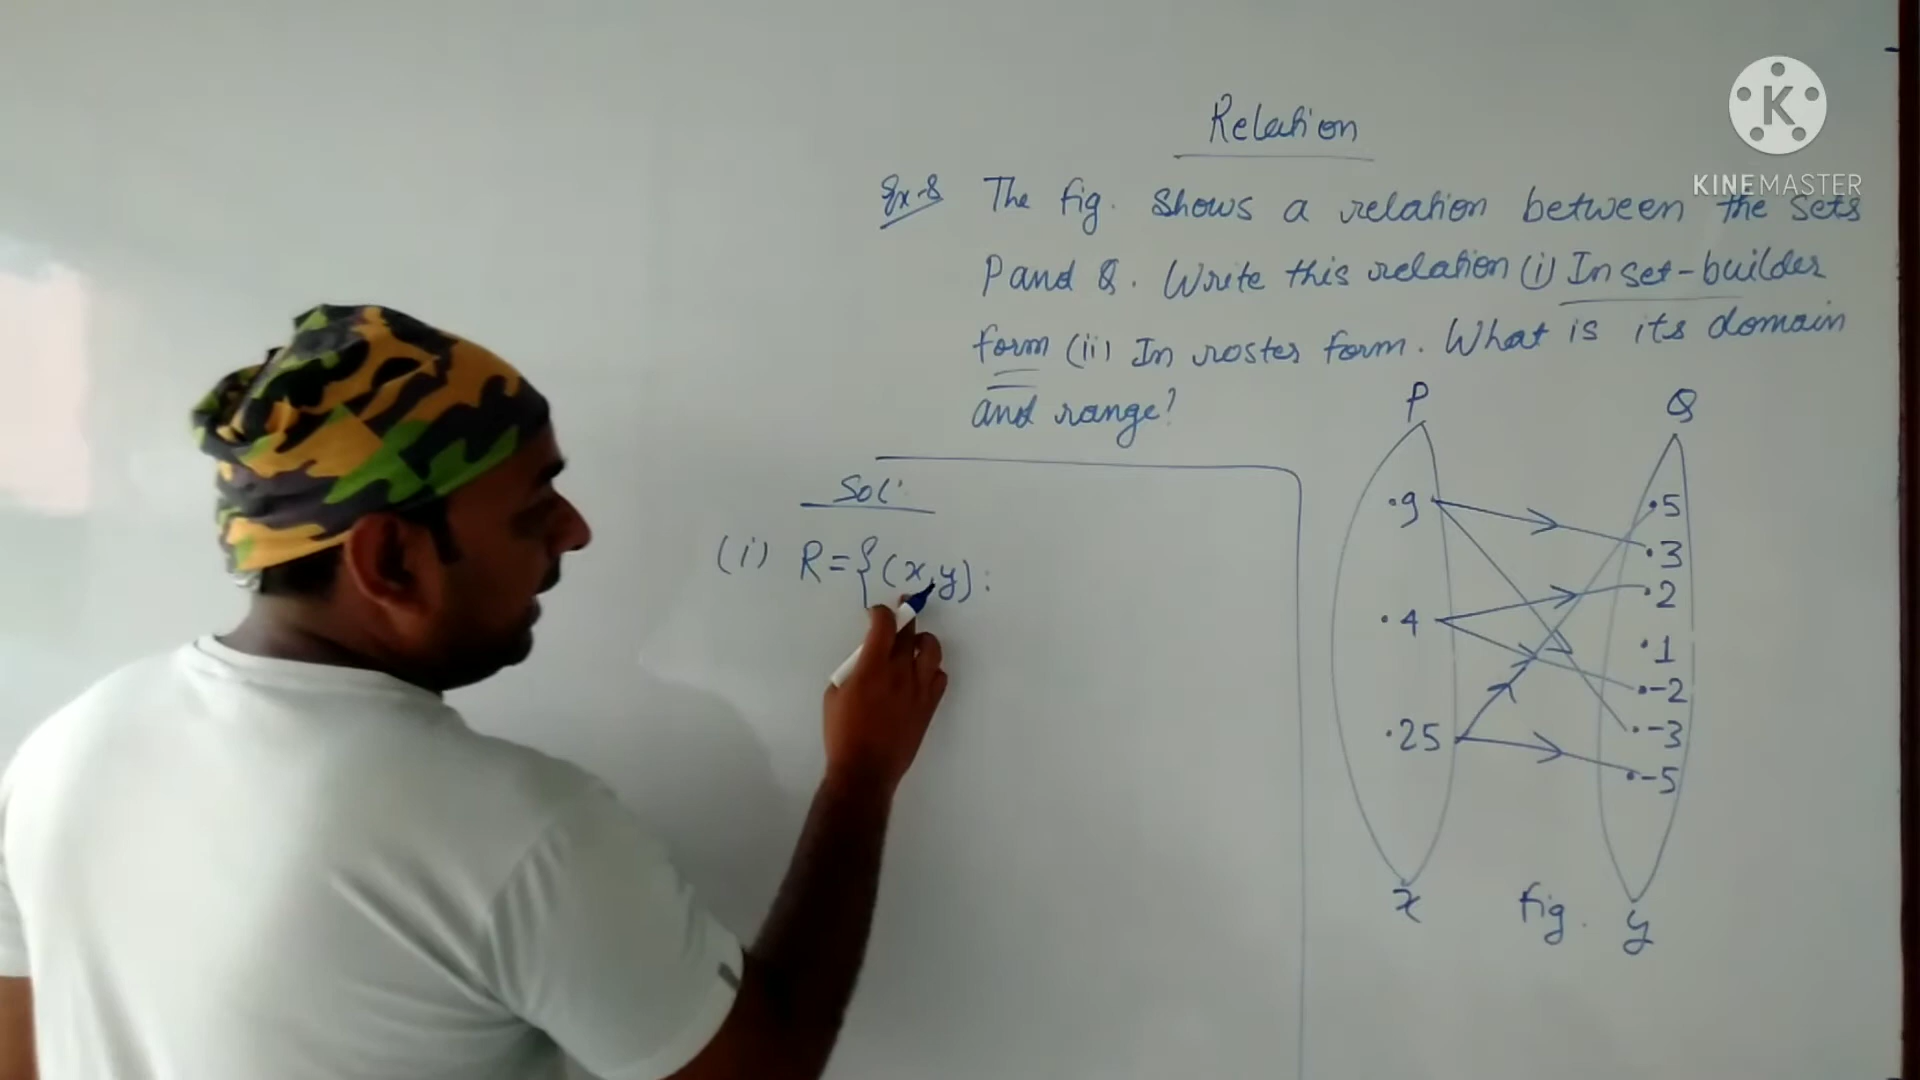 Relation
KINEMASTER
Ex-8 The fig. shows a relation between the sets
P and Q. Write this relation (i) In set-builder
form (ii) In roster form. What is its domain
and range?
Sol.
(i) R={(x,y):
P Q
.9
.4
.25
.5
.3
.2
.1
.-2
.-3
.-5
x fig. y